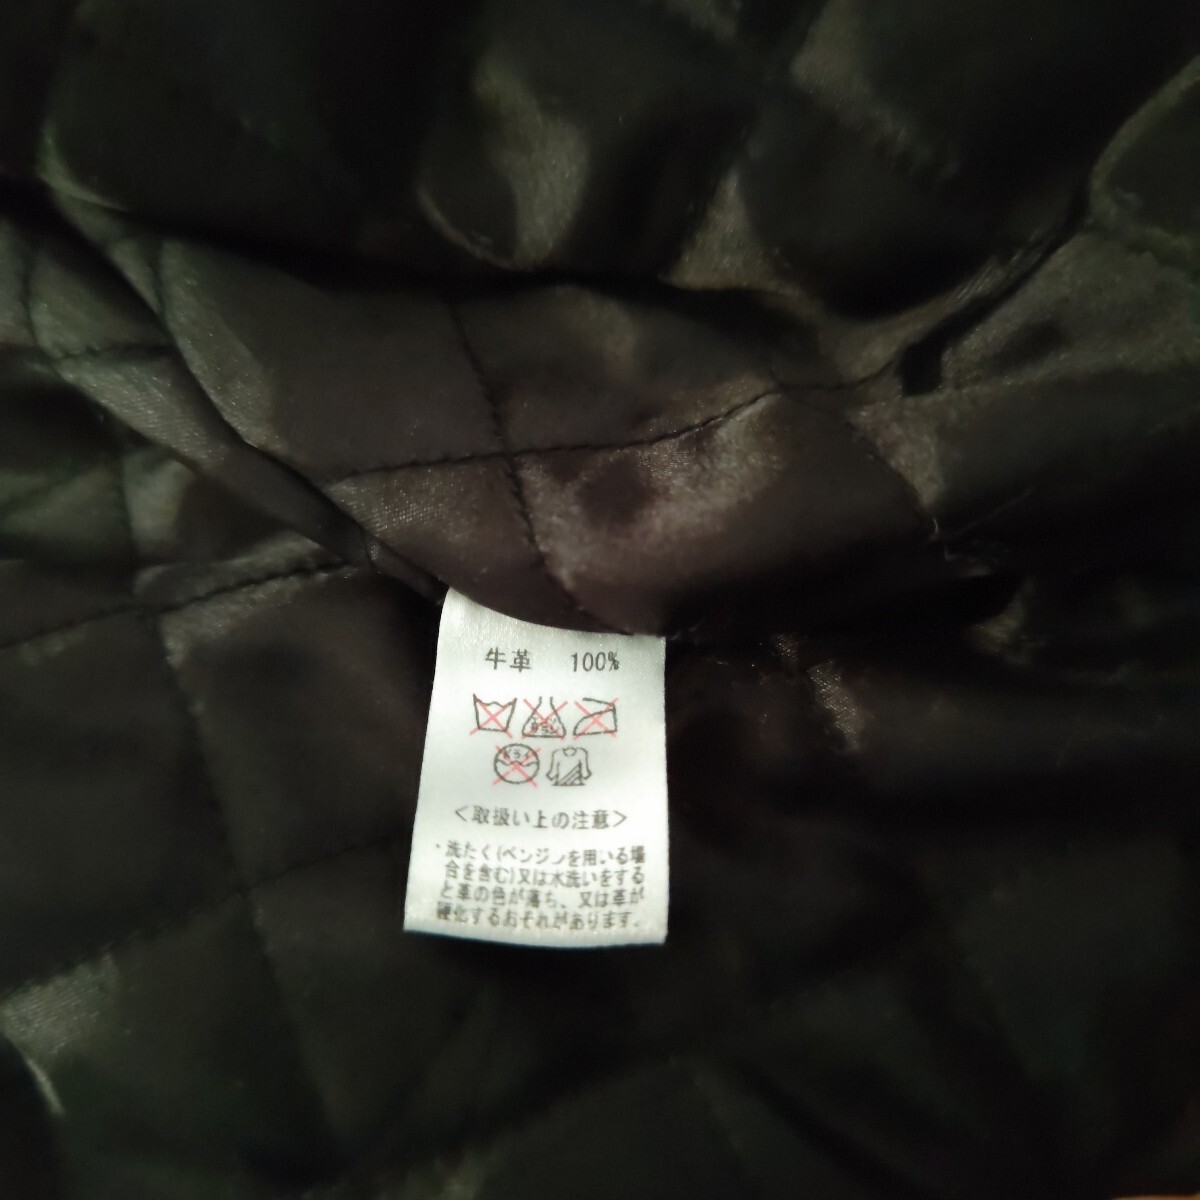 牛革 100%
<取扱い上の注意>
・洗たく(ベンジンを用いる場
合を含む)又は水洗いをする
と革の色が落ち、又は革が
硬化するおそれがあります。